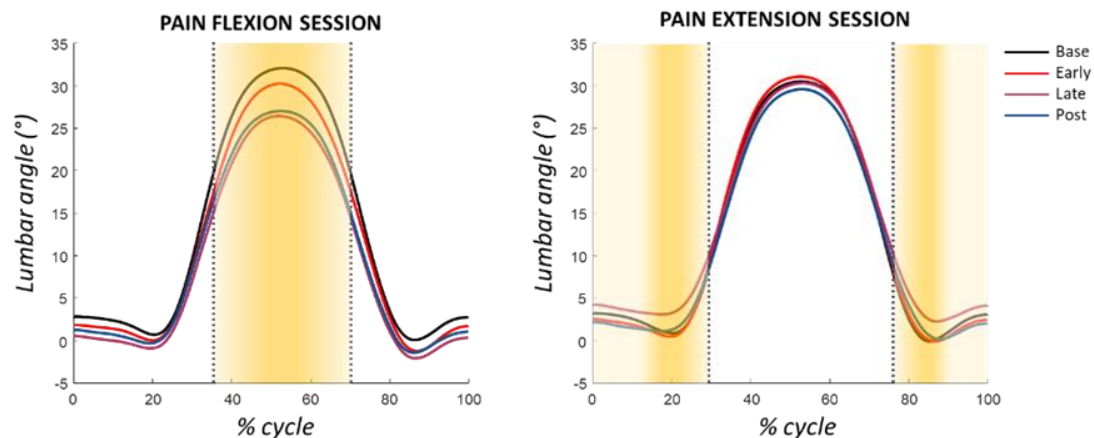 PAIN FLEXION SESSION
35
30
25
20
15
10
5
0
-5
Lumbar angle (°)
0 20 40 60 80 100
% cycle
PAIN EXTENSION SESSION
35
30
25
20
15
10
5
0
-5
Lumbar angle (°)
0 20 40 60 80 100
% cycle
Base
Early
Late
Post